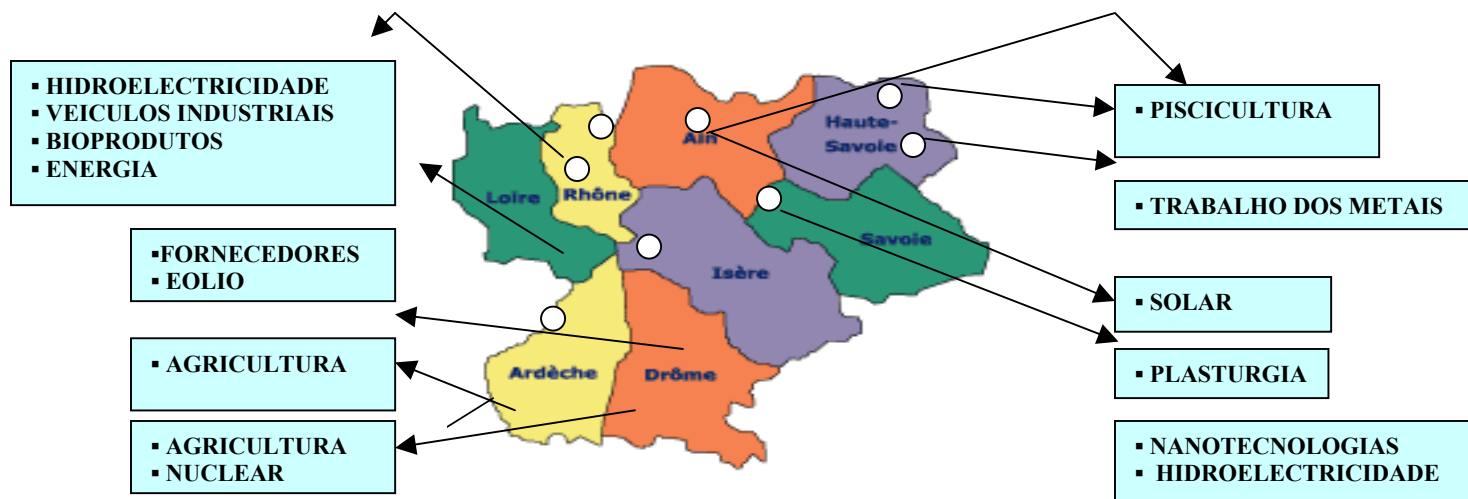 ▪ HIDROELECTRICIDADE
▪ VEICULOS INDUSTRIAIS
▪ BIOPRODUTOS
▪ ENERGIA
▪FORNECEDORES
▪ EOLIO
▪ AGRICULTURA
▪ AGRICULTURA
▪ NUCLEAR
Ain
Haute-
Savoie
Loire
Rhône
Savoie
Isère
Ardèche
Drôme
▪ PISCICULTURA
▪ TRABALHO DOS METAIS
▪ SOLAR
▪ PLASTURGIA
▪ NANOTECNOLOGIAS
▪ HIDROELECTRICIDADE